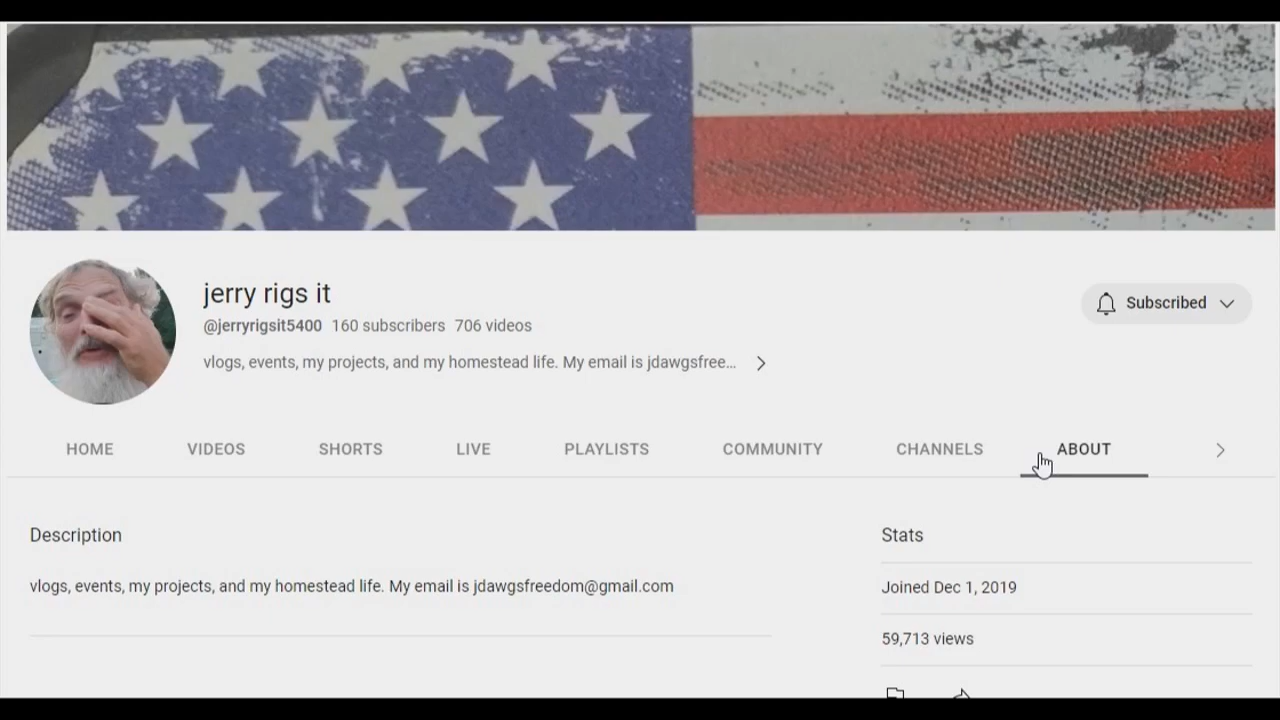 jerry rigs it
@jerryrigsit5400 160 subscribers 706 videos
vlogs, events, my projects, and my homestead life. My email is jdawgsfree...
Subscribed
HOME VIDEOS SHORTS LIVE PLAYLISTS COMMUNITY CHANNELS ABOUT
Description
vlogs, events, my projects, and my homestead life. My email is jdawgsfreedom@gmail.com
Stats
Joined Dec 1, 2019
59,713 views